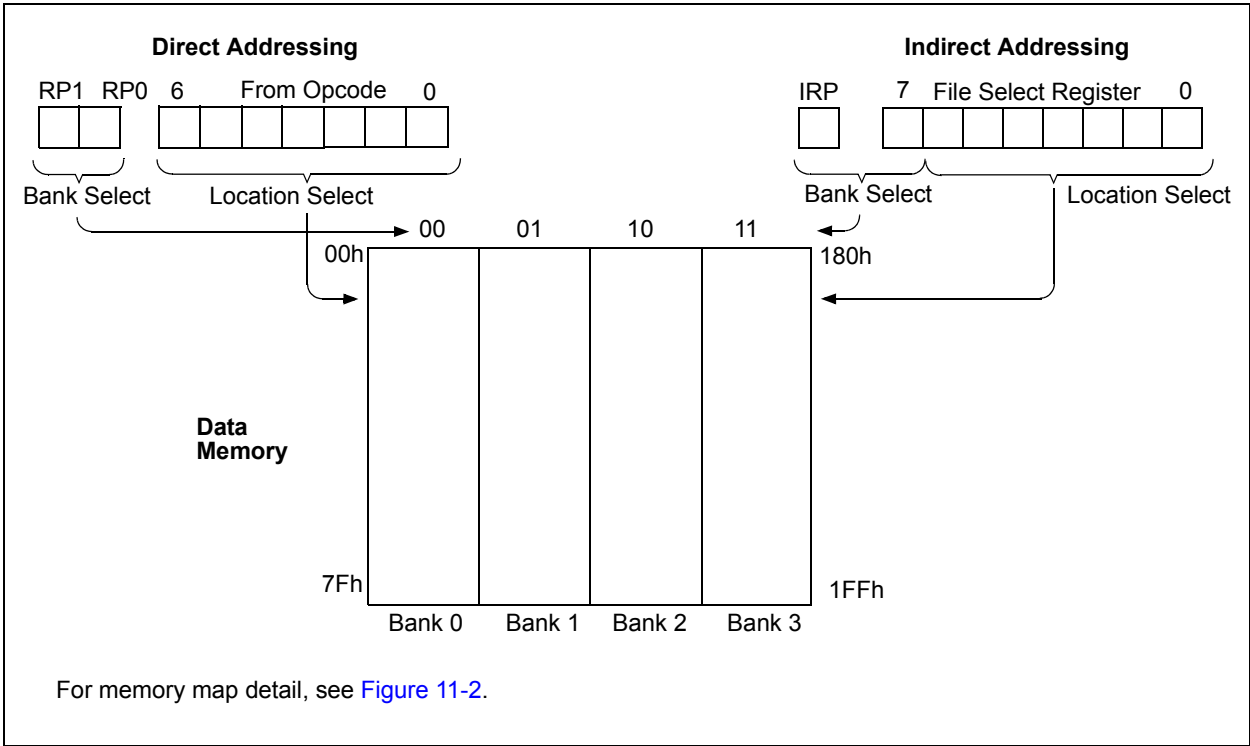 Direct Addressing
Indirect Addressing
RP1 RP0 6 From Opcode 0
IRP 7 File Select Register 0
Bank Select Location Select
Bank Select Location Select
00 01 10 11
00h 180h
Data
Memory
7Fh 1FFh
Bank 0 Bank 1 Bank 2 Bank 3
For memory map detail, see Figure 11-2.